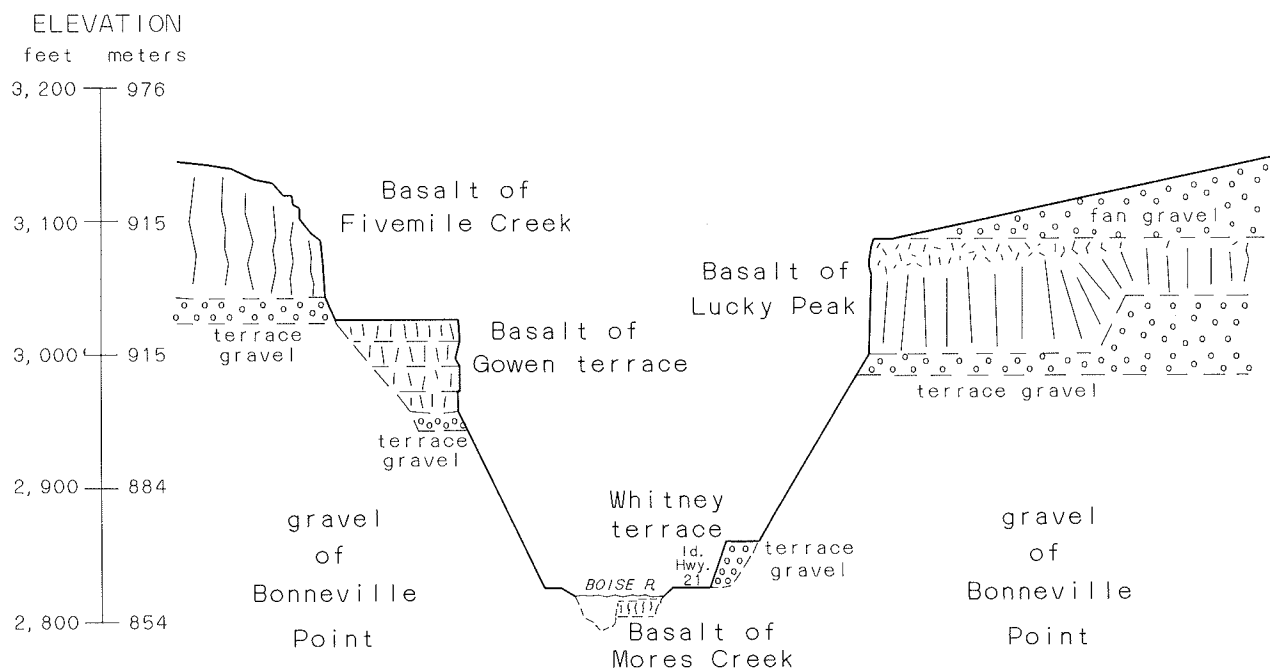 ELEVATION
feet meters
3,200 976
3,100 915
3,000 915
2,900 884
2,800 854
Basalt of
Fivemile Creek
terrace
gravel
Basalt of
Gowen terrace
terrace
gravel
gravel
of
Bonneville
Point
BOISE R.
Basalt of
Mores Creek
Whitney
terrace
Id.
Hwy.
21
terrace
gravel
Basalt of
Lucky Peak
fan gravel
terrace gravel
gravel
of
Bonneville
Point